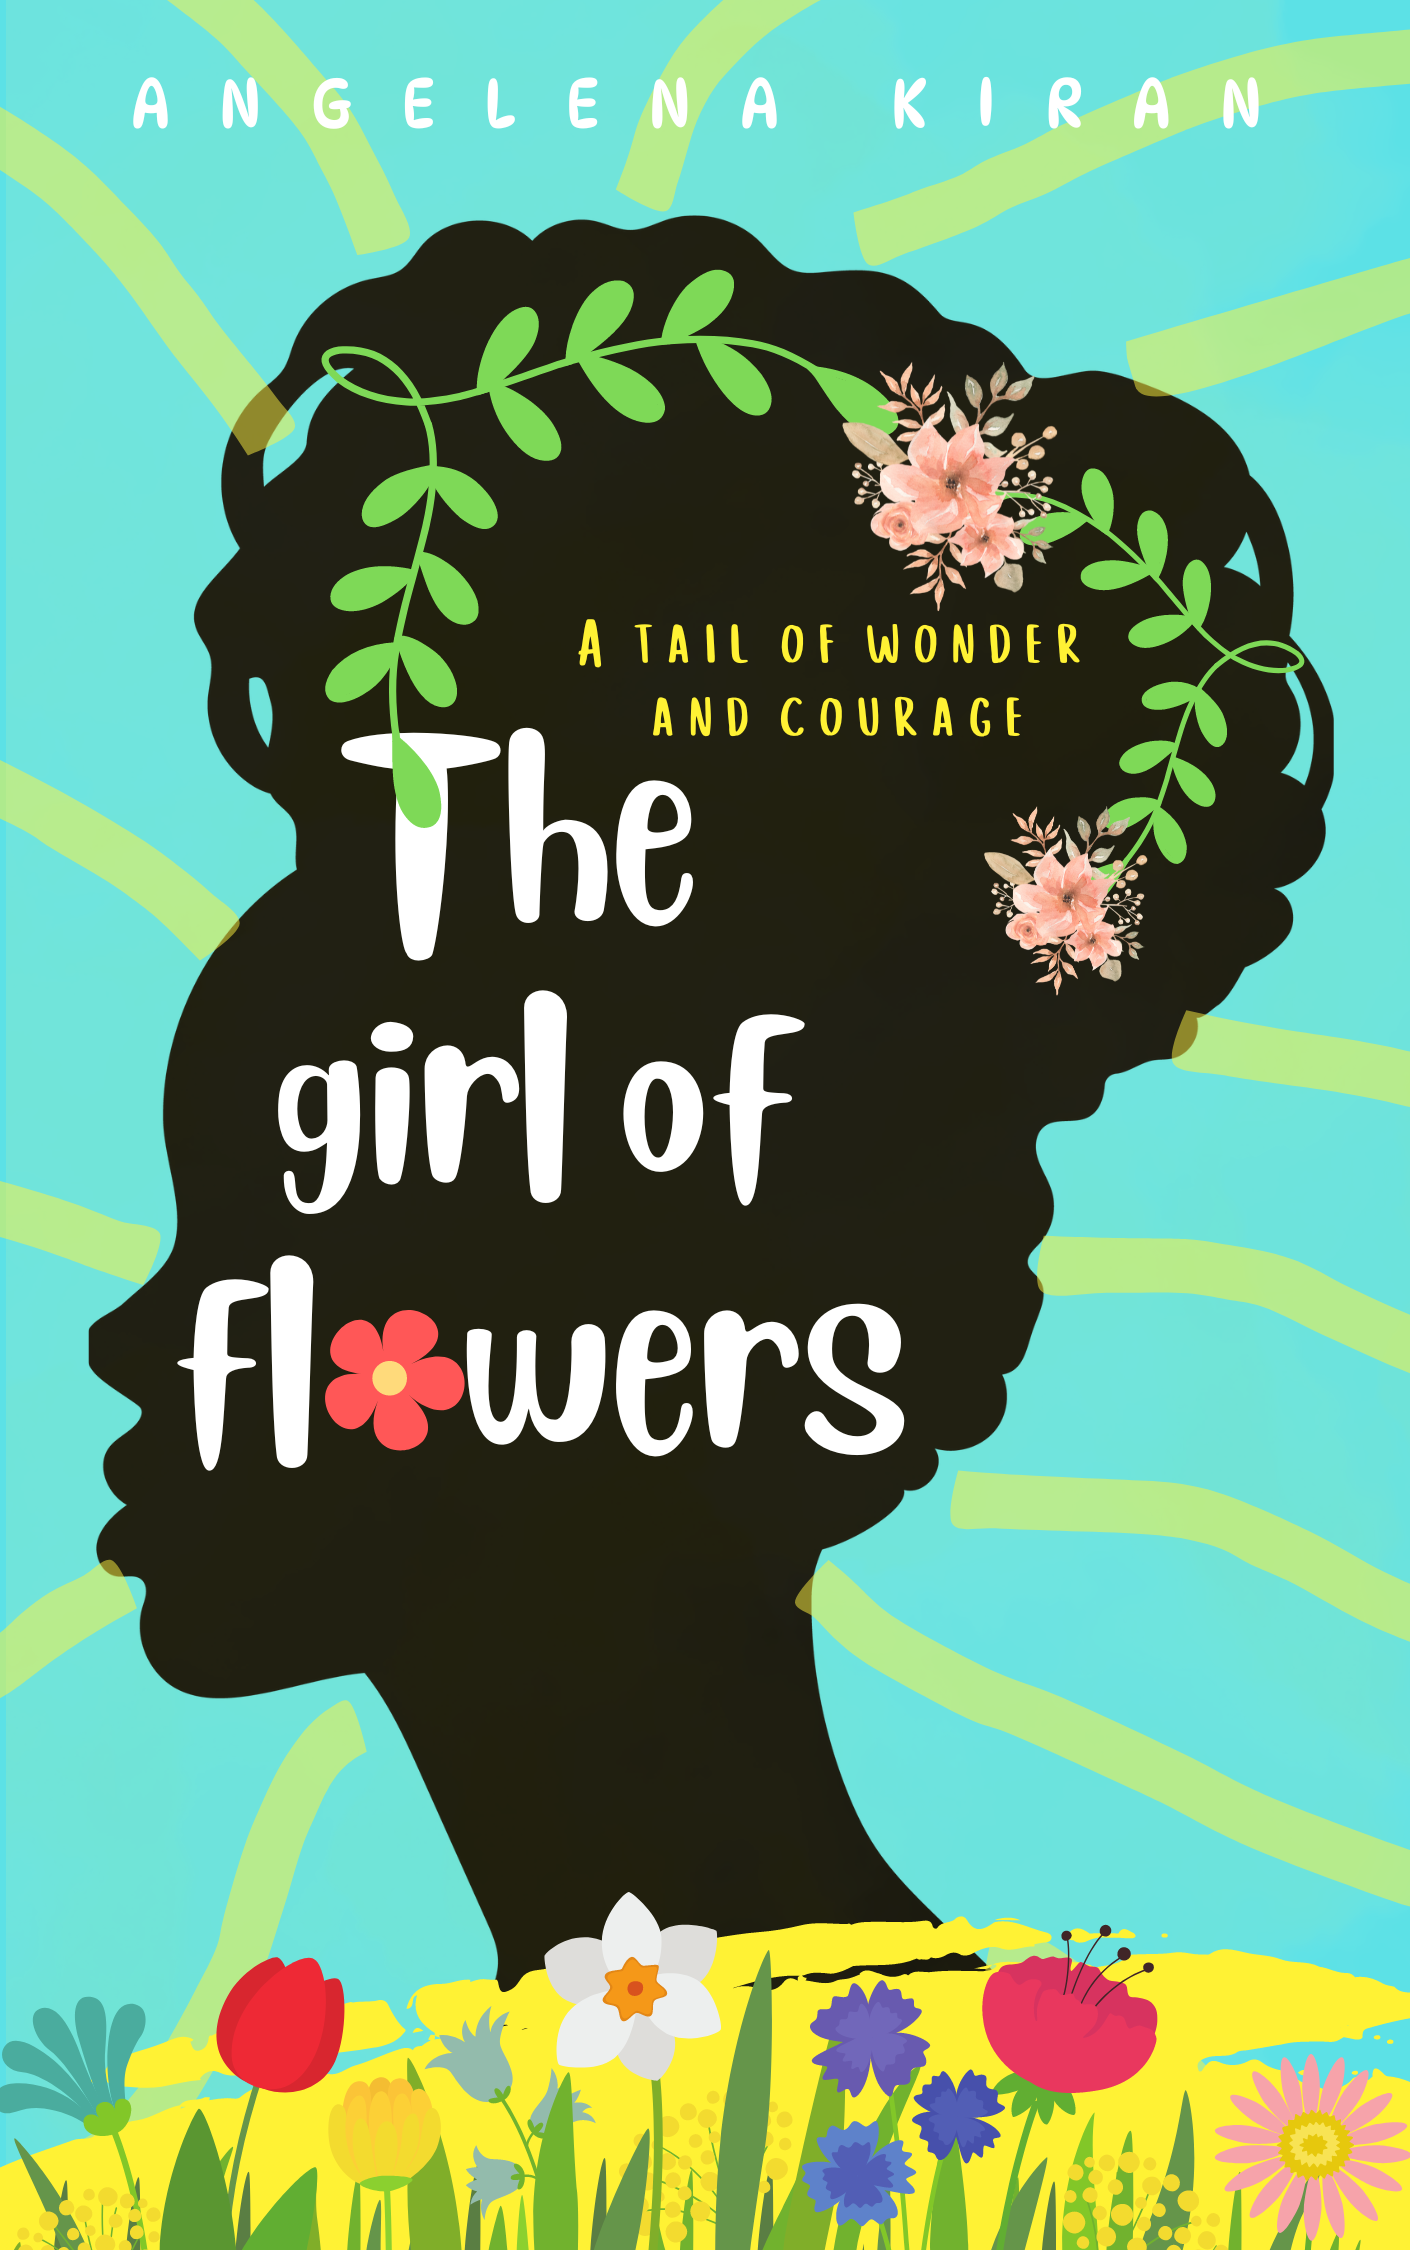 ANGELENA KIRAN
A TAIL OF WONDER
AND COURAGE
The
girl of
flowers